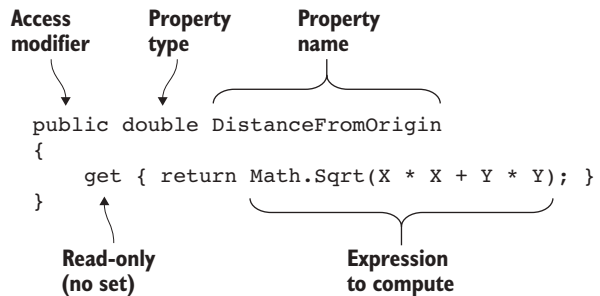 Access Property Property
modifier type name
public double DistanceFromOrigin
{
get { return Math.Sqrt(X * X + Y * Y); }
}
Read-only Expression
(no set) to compute